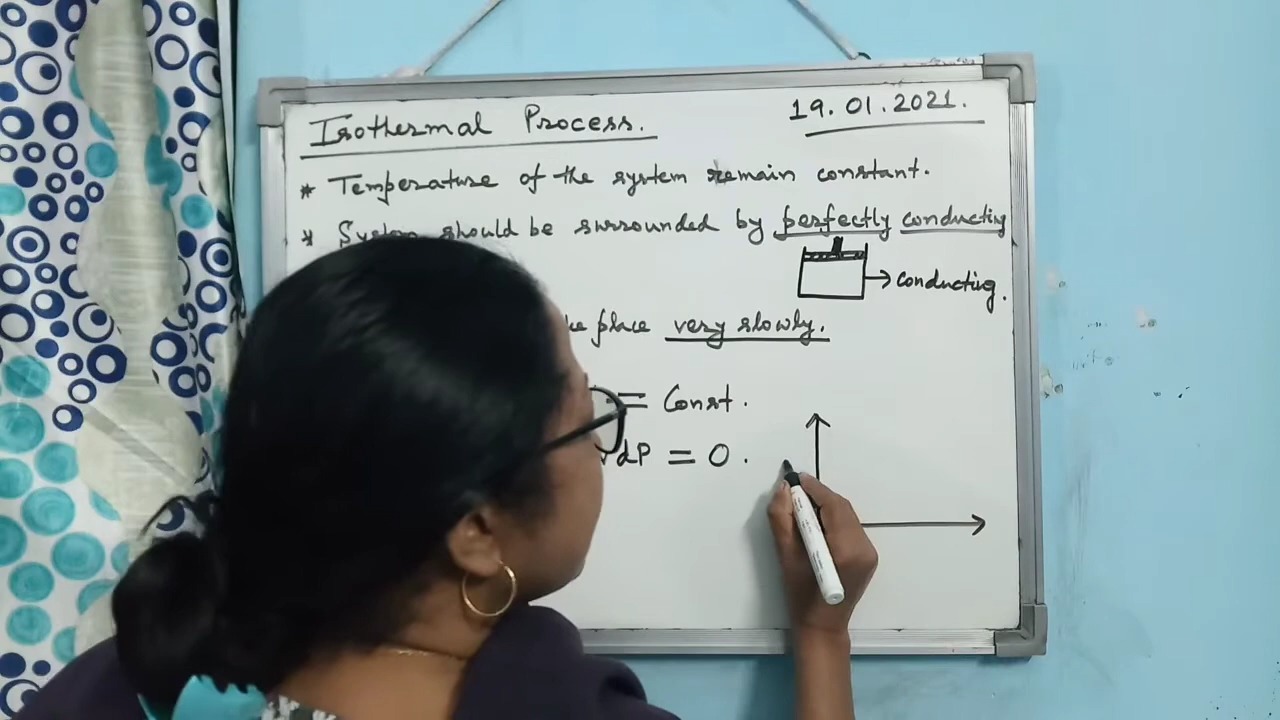 Isothermal Process.
19.01.2021.
* Temperature of the system remain constant.
* System should be surrounded by perfectly conducting
→ conducting.
place very slowly.
= Const.
dP = 0.